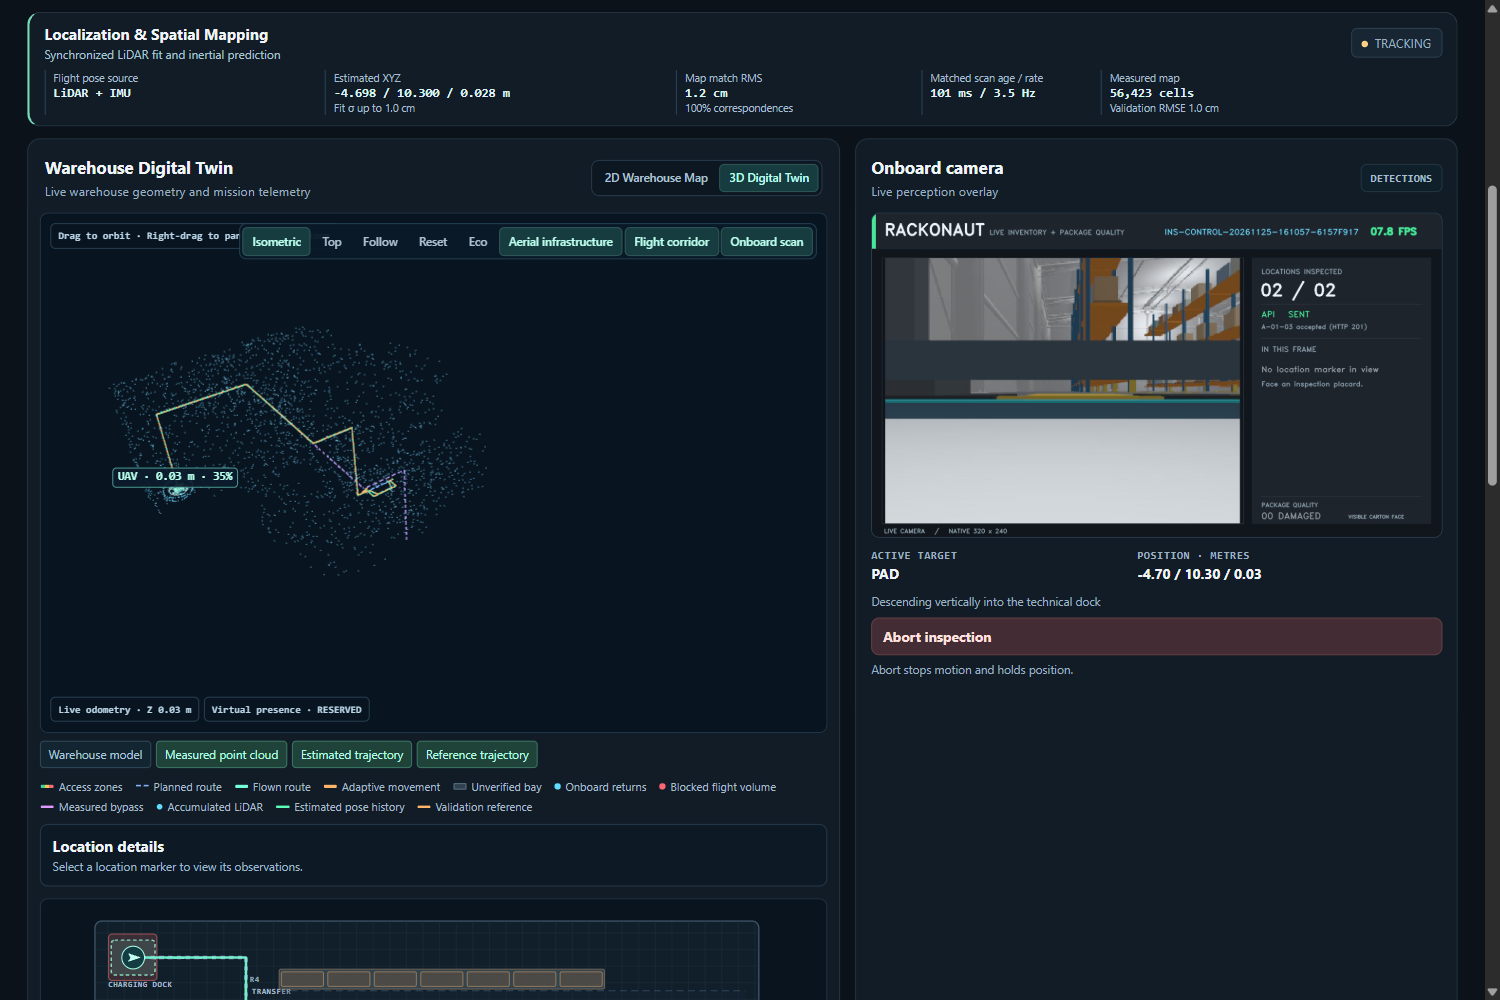 Localization & Spatial Mapping
Synchronized LiDAR fit and inertial prediction
TRACKING
Flight pose source
LiDAR + IMU
Estimated XYZ
-4.698 / 10.300 / 0.028 m
Fit σ up to 1.0 cm
Map match RMS
1.2 cm
100% correspondences
Matched scan age / rate
101 ms / 3.5 Hz
Measured map
56,423 cells
Validation RMSE 1.0 cm
Warehouse Digital Twin
Live warehouse geometry and mission telemetry
2D Warehouse Map
3D Digital Twin
Drag to orbit · Right-drag to pan
Isometric
Top
Follow
Reset
Eco
Aerial infrastructure
Flight corridor
Onboard scan
UAV · 0.03 m · 35%
Live odometry · Z 0.03 m
Virtual presence · RESERVED
Warehouse model
Measured point cloud
Estimated trajectory
Reference trajectory
Access zones
Planned route
Flown route
Adaptive movement
Unverified bay
Onboard returns
Blocked flight volume
Measured bypass
Accumulated LiDAR
Estimated pose history
Validation reference
Location details
Select a location marker to view its observations.
CHARGING DOCK
R4
TRANSFER
Onboard camera
Live perception overlay
DETECTIONS
RACKONAUT LIVE INVENTORY + PACKAGE QUALITY
INS-CONTROL-20261125-161057-6157F917
07.8 FPS
LOCATIONS INSPECTED
02 / 02
API SENT
A-01-03 accepted (HTTP 201)
IN THIS FRAME
No location marker in view
Face an inspection placard.
PACKAGE QUALITY
00 DAMAGED
VISIBLE CARTON FACE
LIVE CAMERA / NATIVE 320 x 240
ACTIVE TARGET
PAD
POSITION · METRES
-4.70 / 10.30 / 0.03
Descending vertically into the technical dock
Abort inspection
Abort stops motion and holds position.